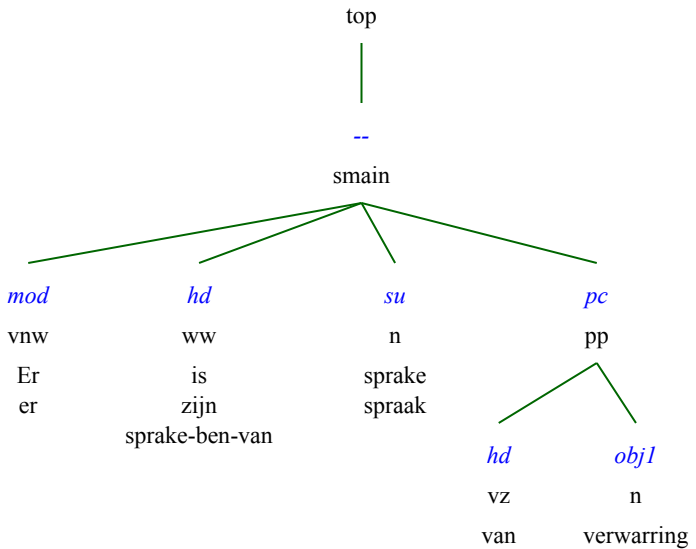 top
--
smain
mod hd su pc
vnw ww n pp
Er is sprake
er zijn spraak
sprake-ben-van
hd obj1
vz n
van verwarring